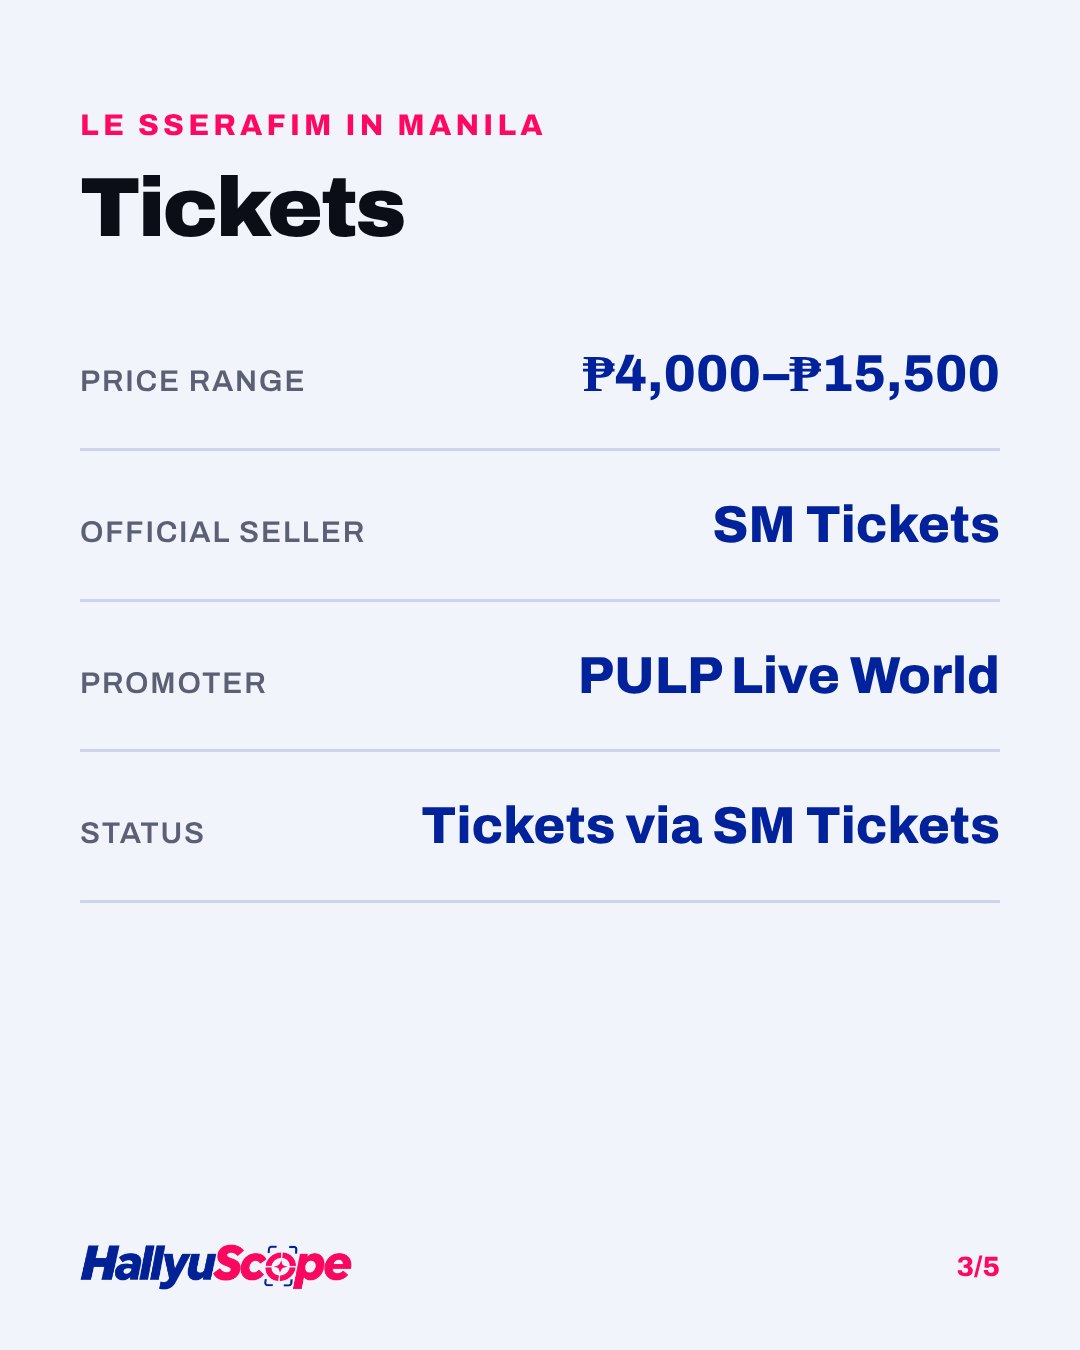 LE SSERAFIM IN MANILA
Tickets
PRICE RANGE ₱4,000–₱15,500
OFFICIAL SELLER SM Tickets
PROMOTER PULP Live World
STATUS Tickets via SM Tickets
HallyuScope 3/5